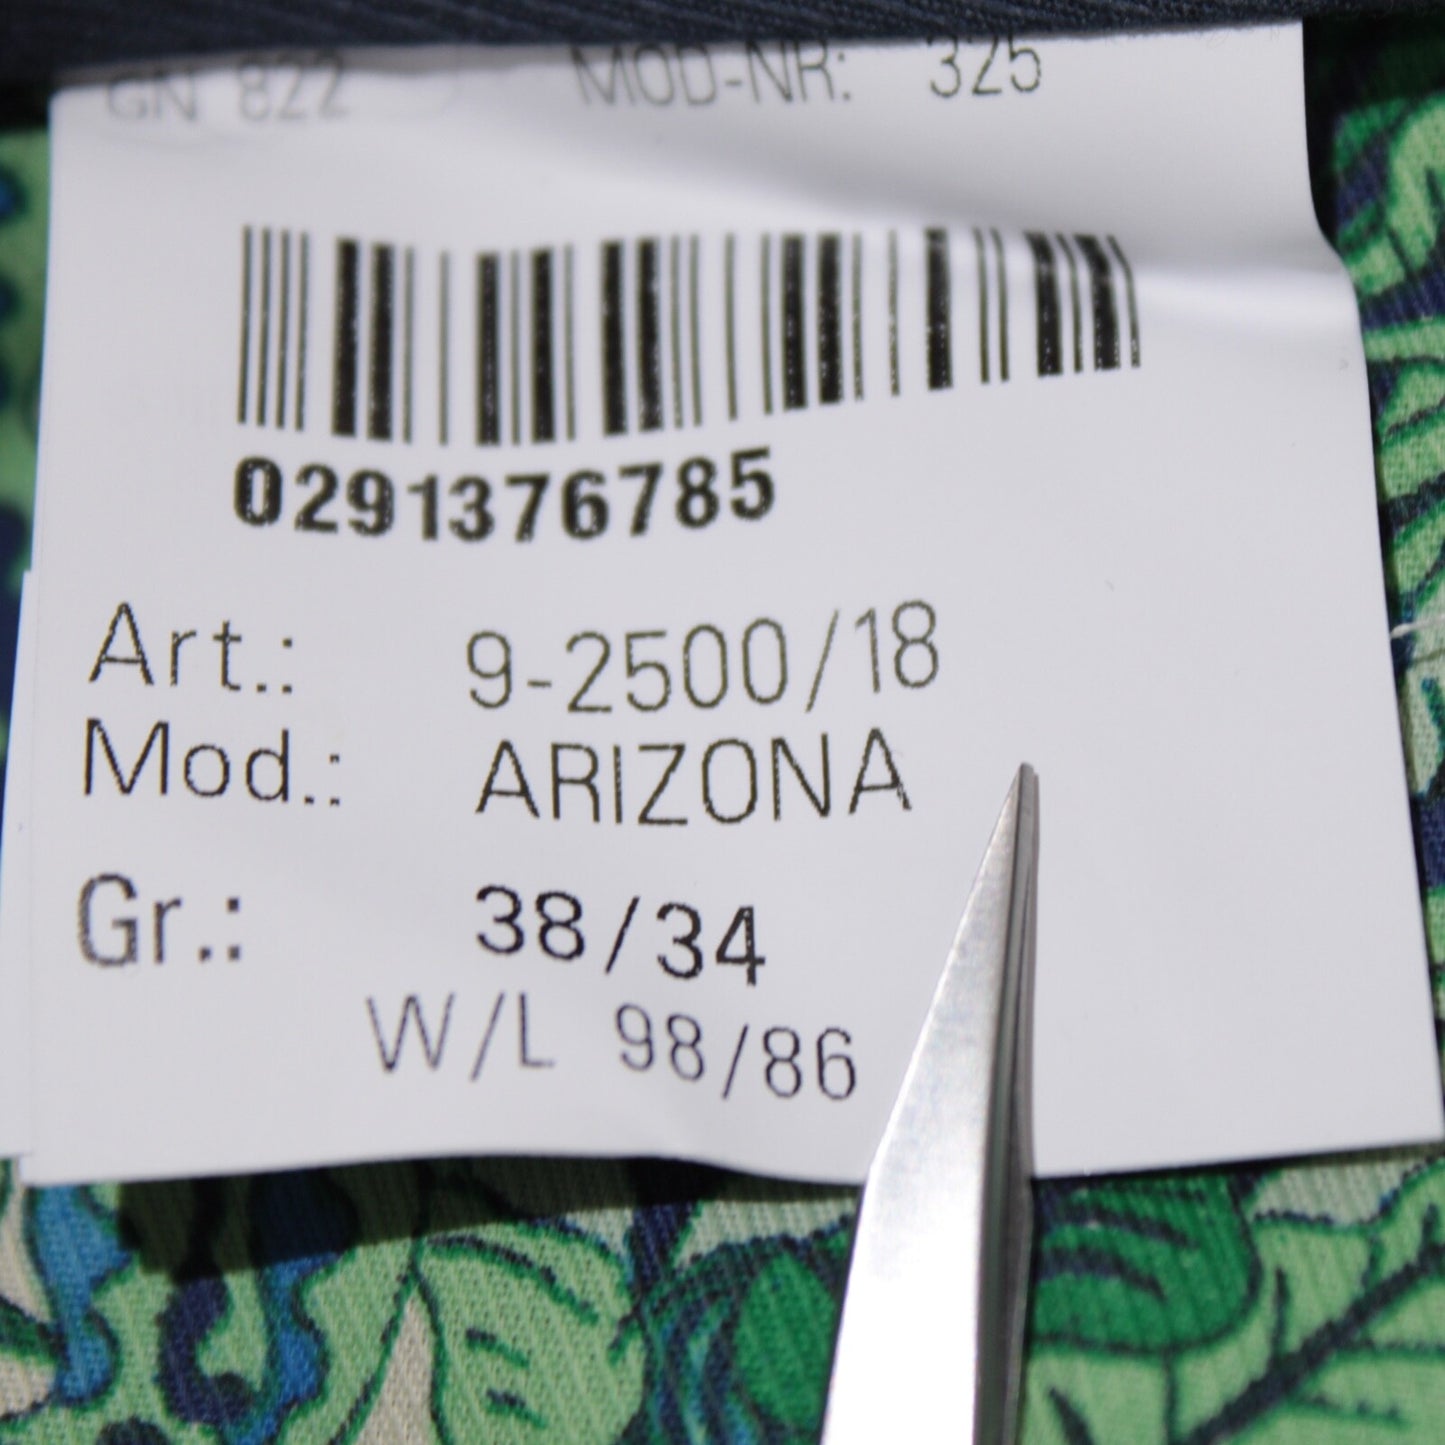 GN 822 MOD-NR: 325
0291376785
Art.: 9-2500/18
Mod.: ARIZONA
Gr.: 38/34
W/L 98/86